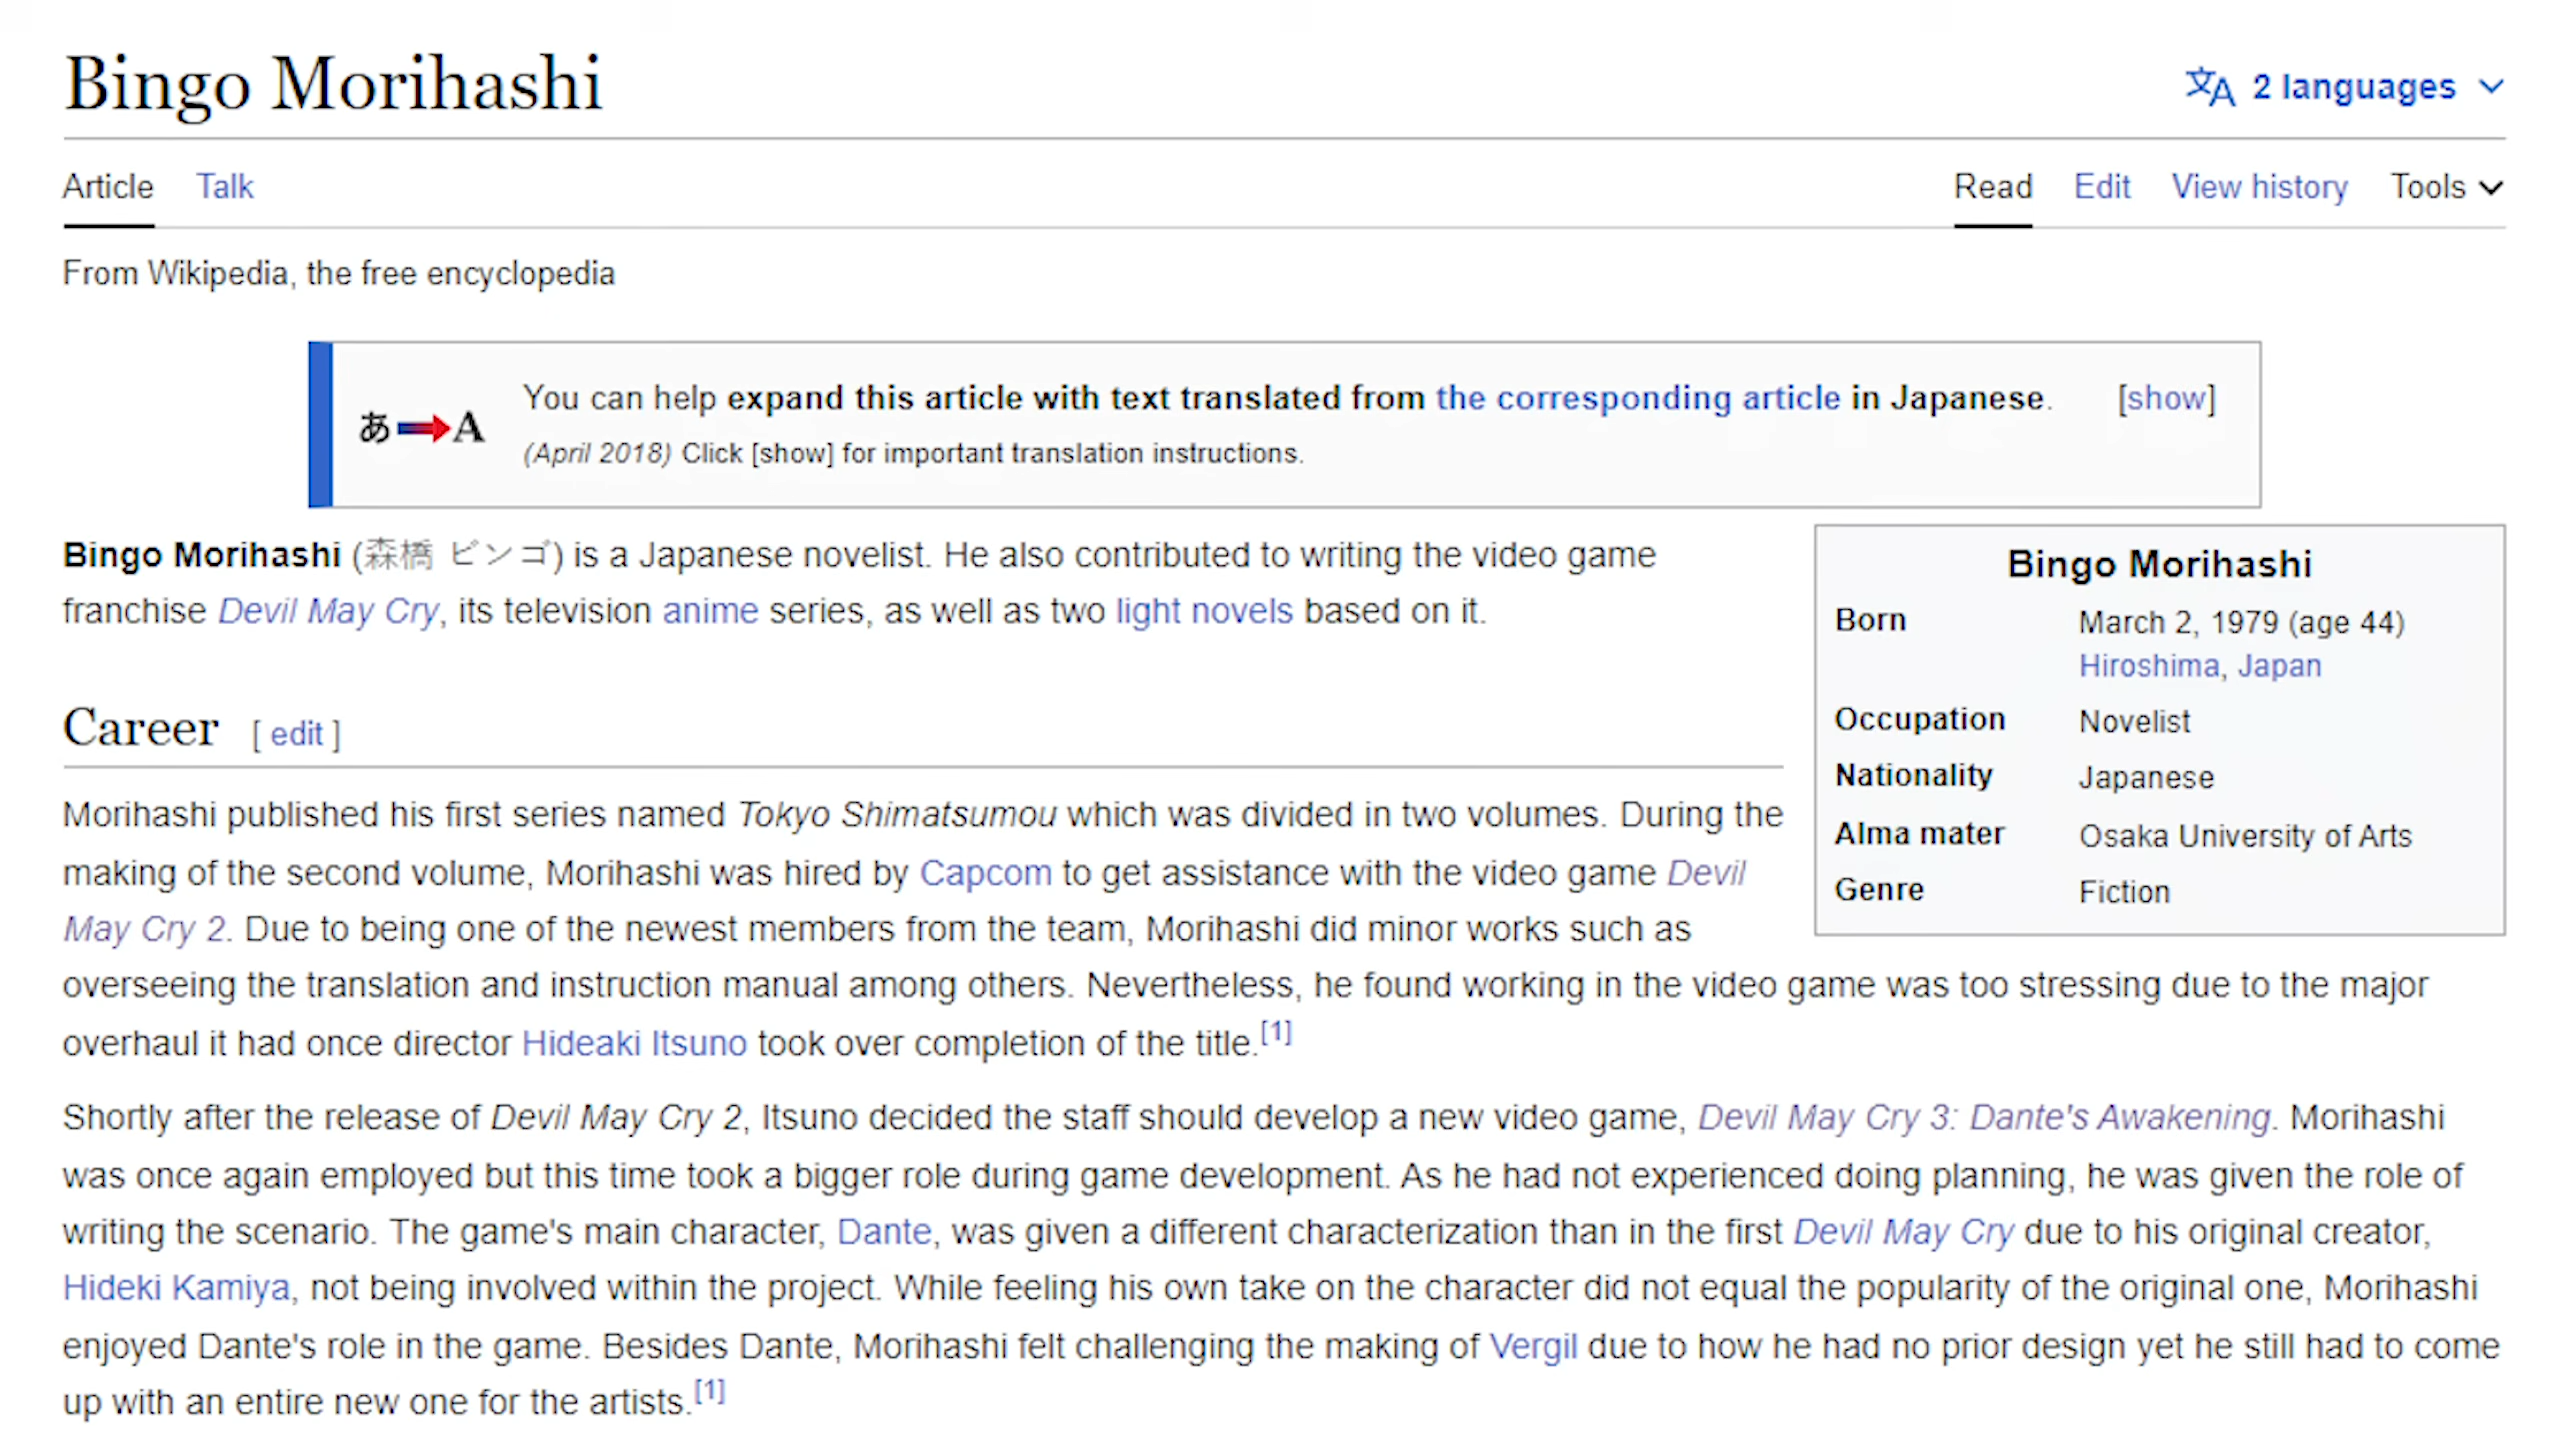 Bingo Morihashi
2 languages
Article Talk
Read Edit View history Tools
From Wikipedia, the free encyclopedia
あ A
You can help expand this article with text translated from the corresponding article in Japanese. [show]
(April 2018) Click [show] for important translation instructions.
Bingo Morihashi (森橋 ビンゴ) is a Japanese novelist. He also contributed to writing the video game
franchise Devil May Cry, its television anime series, as well as two light novels based on it.
Bingo Morihashi
Born March 2, 1979 (age 44)
Hiroshima, Japan
Occupation Novelist
Nationality Japanese
Alma mater Osaka University of Arts
Genre Fiction
Career [ edit ]
Morihashi published his first series named Tokyo Shimatsumou which was divided in two volumes. During the
making of the second volume, Morihashi was hired by Capcom to get assistance with the video game Devil
May Cry 2. Due to being one of the newest members from the team, Morihashi did minor works such as
overseeing the translation and instruction manual among others. Nevertheless, he found working in the video game was too stressing due to the major
overhaul it had once director Hideaki Itsuno took over completion of the title.[1]
Shortly after the release of Devil May Cry 2, Itsuno decided the staff should develop a new video game, Devil May Cry 3: Dante's Awakening. Morihashi
was once again employed but this time took a bigger role during game development. As he had not experienced doing planning, he was given the role of
writing the scenario. The game's main character, Dante, was given a different characterization than in the first Devil May Cry due to his original creator,
Hideki Kamiya, not being involved within the project. While feeling his own take on the character did not equal the popularity of the original one, Morihashi
enjoyed Dante's role in the game. Besides Dante, Morihashi felt challenging the making of Vergil due to how he had no prior design yet he still had to come
up with an entire new one for the artists.[1]